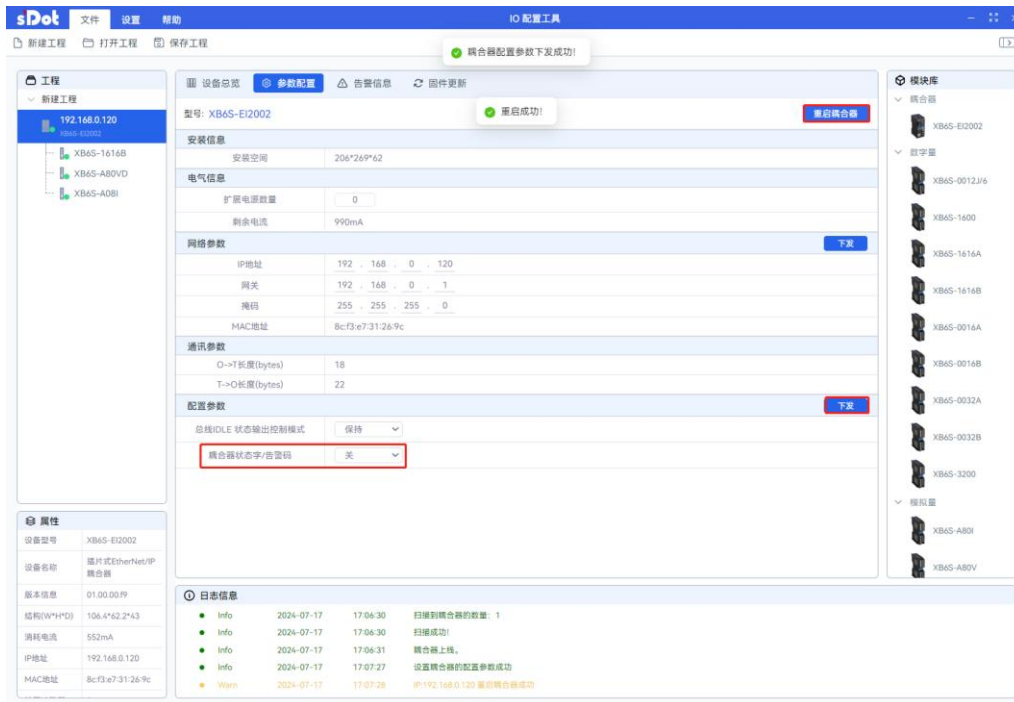 sDot 文件 设置 帮助 IO 配置工具
新建工程 打开工程 保存工程
耦合器配置参数下发成功!
工程
新建工程
192.168.0.120
XB6S-EI2002
XB6S-1616B
XB6S-A80VD
XB6S-A08I
设备总览 参数配置 告警信息 固件更新
型号: XB6S-EI2002 重启成功! 重启耦合器
安装信息
安装空间 206*269*62
电气信息
扩展电源数量 0
剩余电流 990mA
网络参数 下发
IP地址 192 . 168 . 0 . 120
网关 192 . 168 . 0 . 1
掩码 255 . 255 . 255 . 0
MAC地址 8c:f3:e7:31:26:9c
通讯参数
O->T长度(bytes) 18
T->O长度(bytes) 22
配置参数 下发
总线IDLE 状态输出控制模式 保持
耦合器状态字/告警码 关
模块库
耦合器
XB6S-EI2002
数字量
XB6S-0012J/6
XB6S-1600
XB6S-1616A
XB6S-1616B
XB6S-0016A
XB6S-0016B
XB6S-0032A
XB6S-0032B
XB6S-3200
模拟量
XB6S-A80I
XB6S-A80V
属性
设备型号 XB6S-EI2002
设备名称 插片式EtherNet/IP
耦合器
版本信息 01.00.00.f9
结构(W*H*D) 106.4*62.2*43
消耗电流 552mA
IP地址 192.168.0.120
MAC地址 8c:f3:e7:31:26:9c
日志信息
Info 2024-07-17 17:06:30 扫描到耦合器的数量: 1
Info 2024-07-17 17:06:30 扫描成功!
Info 2024-07-17 17:06:31 耦合器上线。
Info 2024-07-17 17:07:27 设置耦合器的配置参数成功
Warn 2024-07-17 17:07:28 IP:192.168.0.120 重启耦合器成功